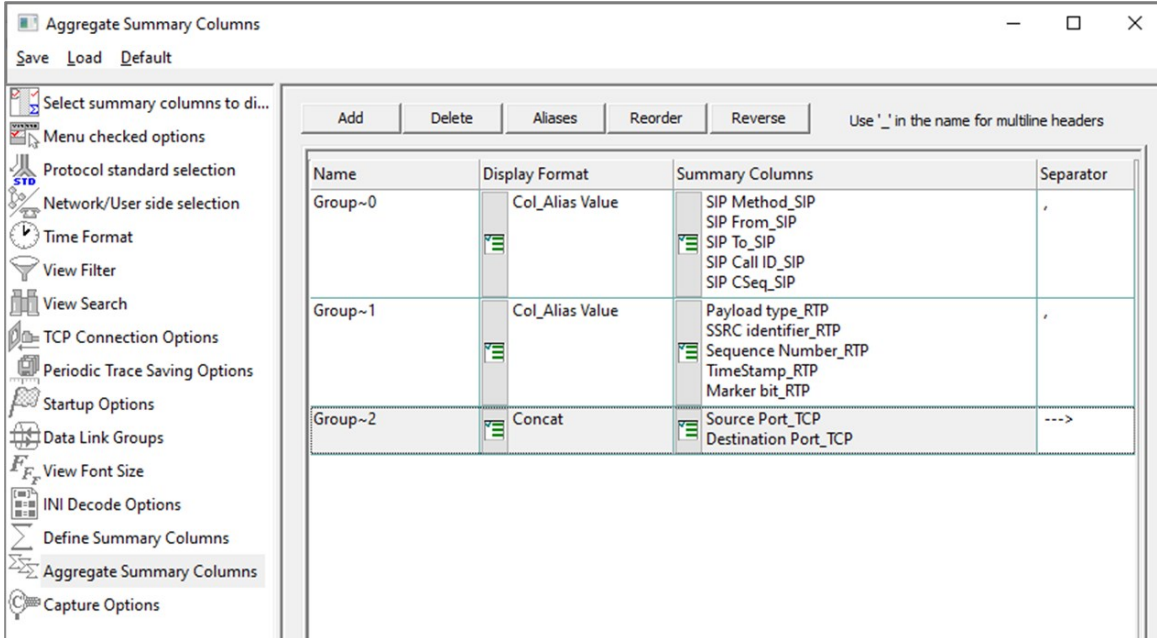 Aggregate Summary Columns
Save Load Default
Select summary columns to di...
Menu checked options
STD
Protocol standard selection
Network/User side selection
Time Format
View Filter
View Search
TCP Connection Options
Periodic Trace Saving Options
Startup Options
Data Link Groups
View Font Size
INI Decode Options
Define Summary Columns
Aggregate Summary Columns
Capture Options
Add Delete Aliases Reorder Reverse Use '_' in the name for multiline headers
Name Display Format Summary Columns Separator
Group~0 Col_Alias Value SIP Method_SIP ,
SIP From_SIP
SIP To_SIP
SIP Call ID_SIP
SIP CSeq_SIP
Group~1 Col_Alias Value Payload type_RTP ,
SSRC identifier_RTP
Sequence Number_RTP
TimeStamp_RTP
Marker bit_RTP
Group~2 Concat Source Port_TCP --->
Destination Port_TCP